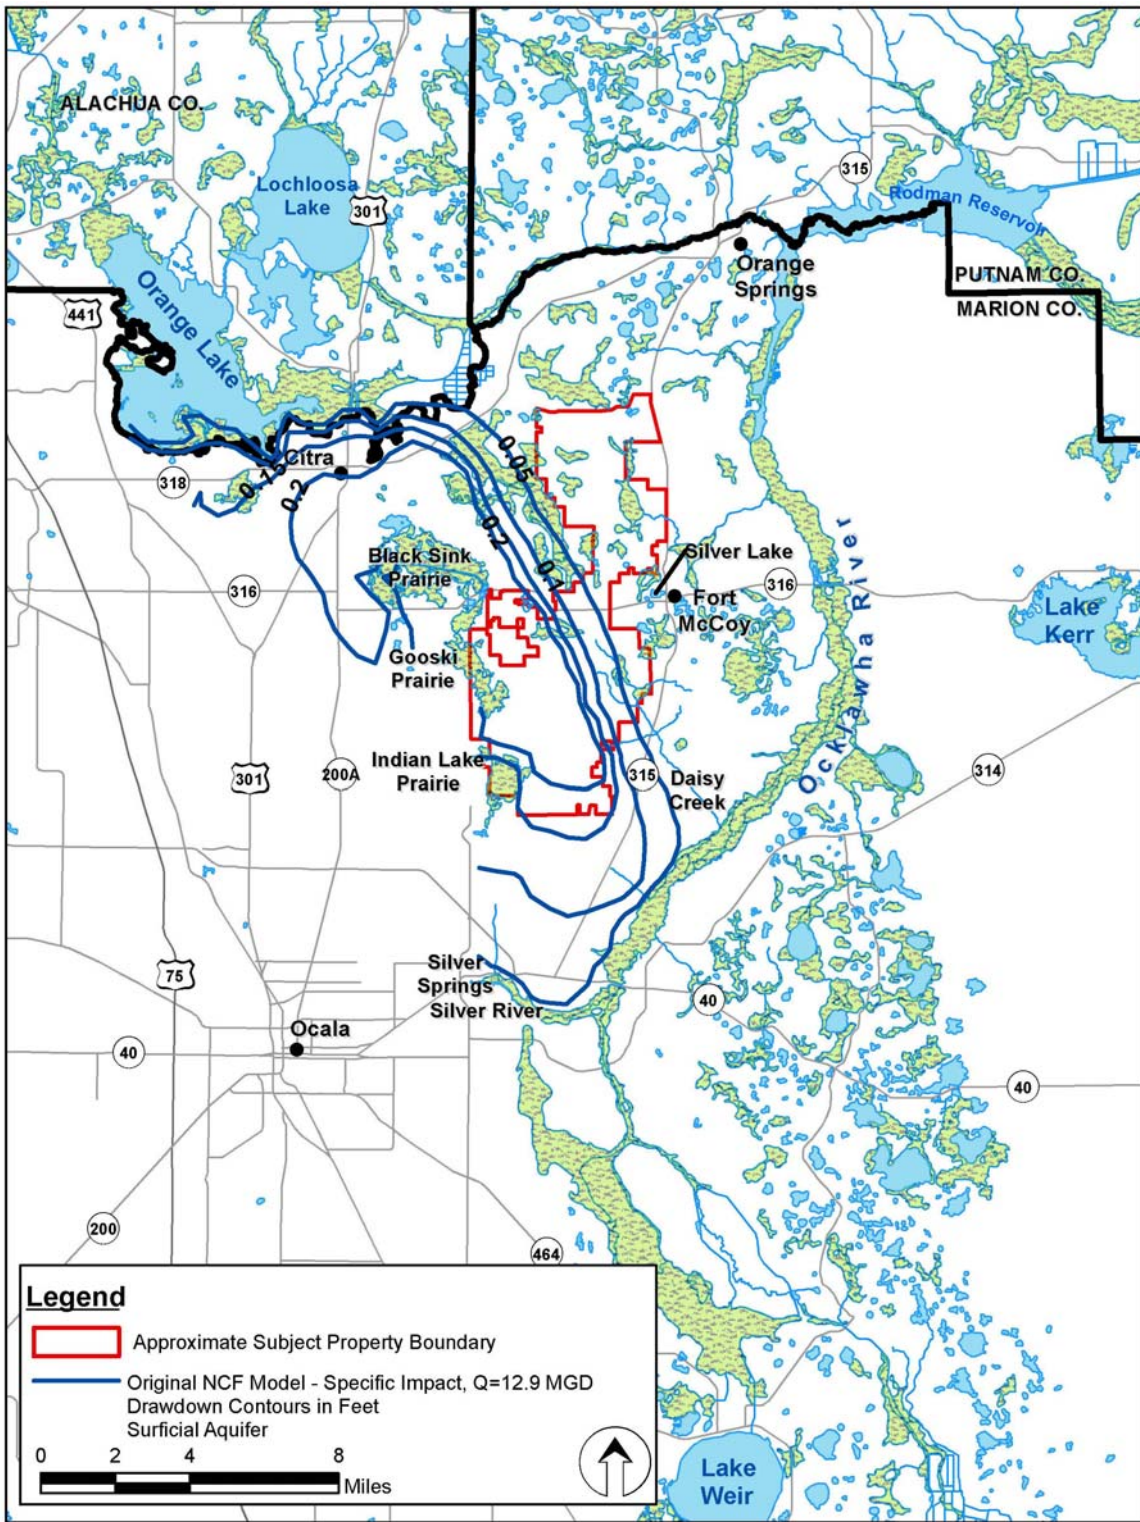 ALACHUA CO.
Lochloosa
Lake
301
315
Rodman Reservoir
Orange
Springs
PUTNAM CO.
MARION CO.
441
Orange Lake
Citra
318
0.15
0.2
0.05
0.2
0.1
Black Sink
Prairie
Silver Lake
316
316
Fort
McCoy
Lake
Kerr
Gooski
Prairie
Ocklawha River
Indian Lake
Prairie
301
200A
315
Daisy
Creek
314
75
Silver
Springs
Silver River
40
Ocala
40
40
200
464
Legend
Approximate Subject Property Boundary
Original NCF Model - Specific Impact, Q=12.9 MGD
Drawdown Contours in Feet
Surficial Aquifer
0 2 4 8
Miles
Lake
Weir